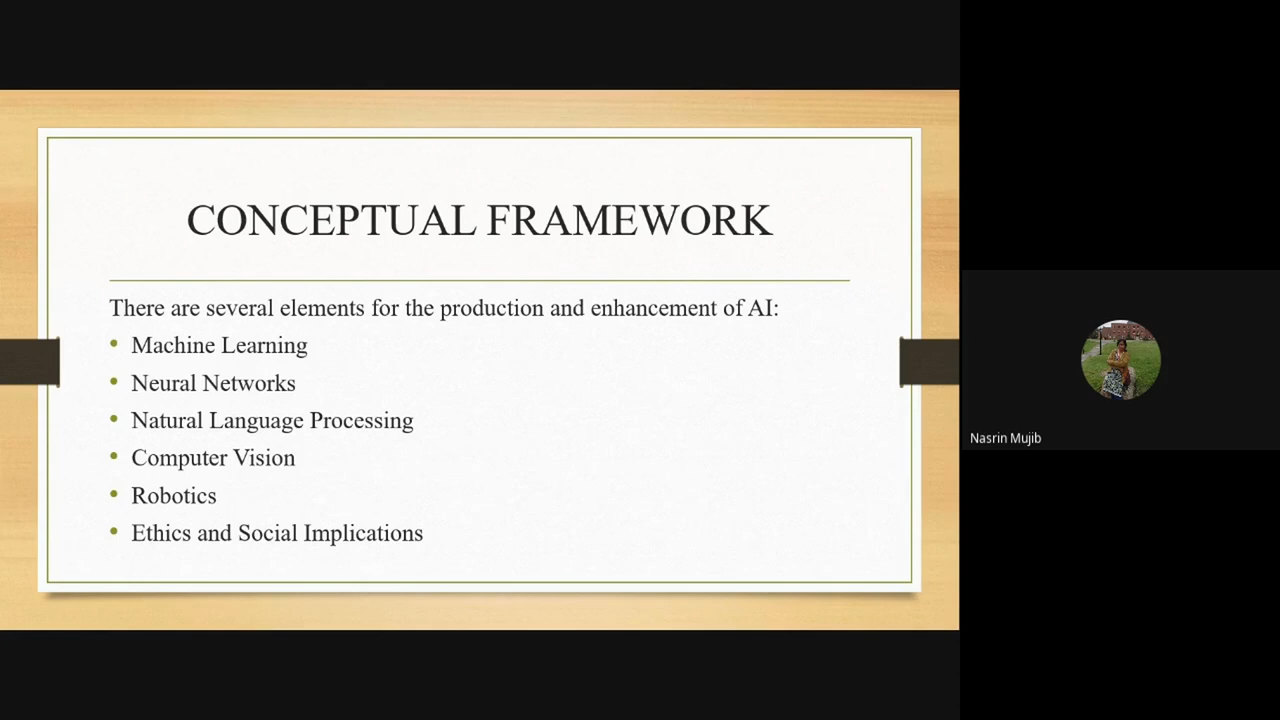 CONCEPTUAL FRAMEWORK
There are several elements for the production and enhancement of AI:
• Machine Learning
• Neural Networks
• Natural Language Processing
• Computer Vision
• Robotics
• Ethics and Social Implications
Nasrin Mujib